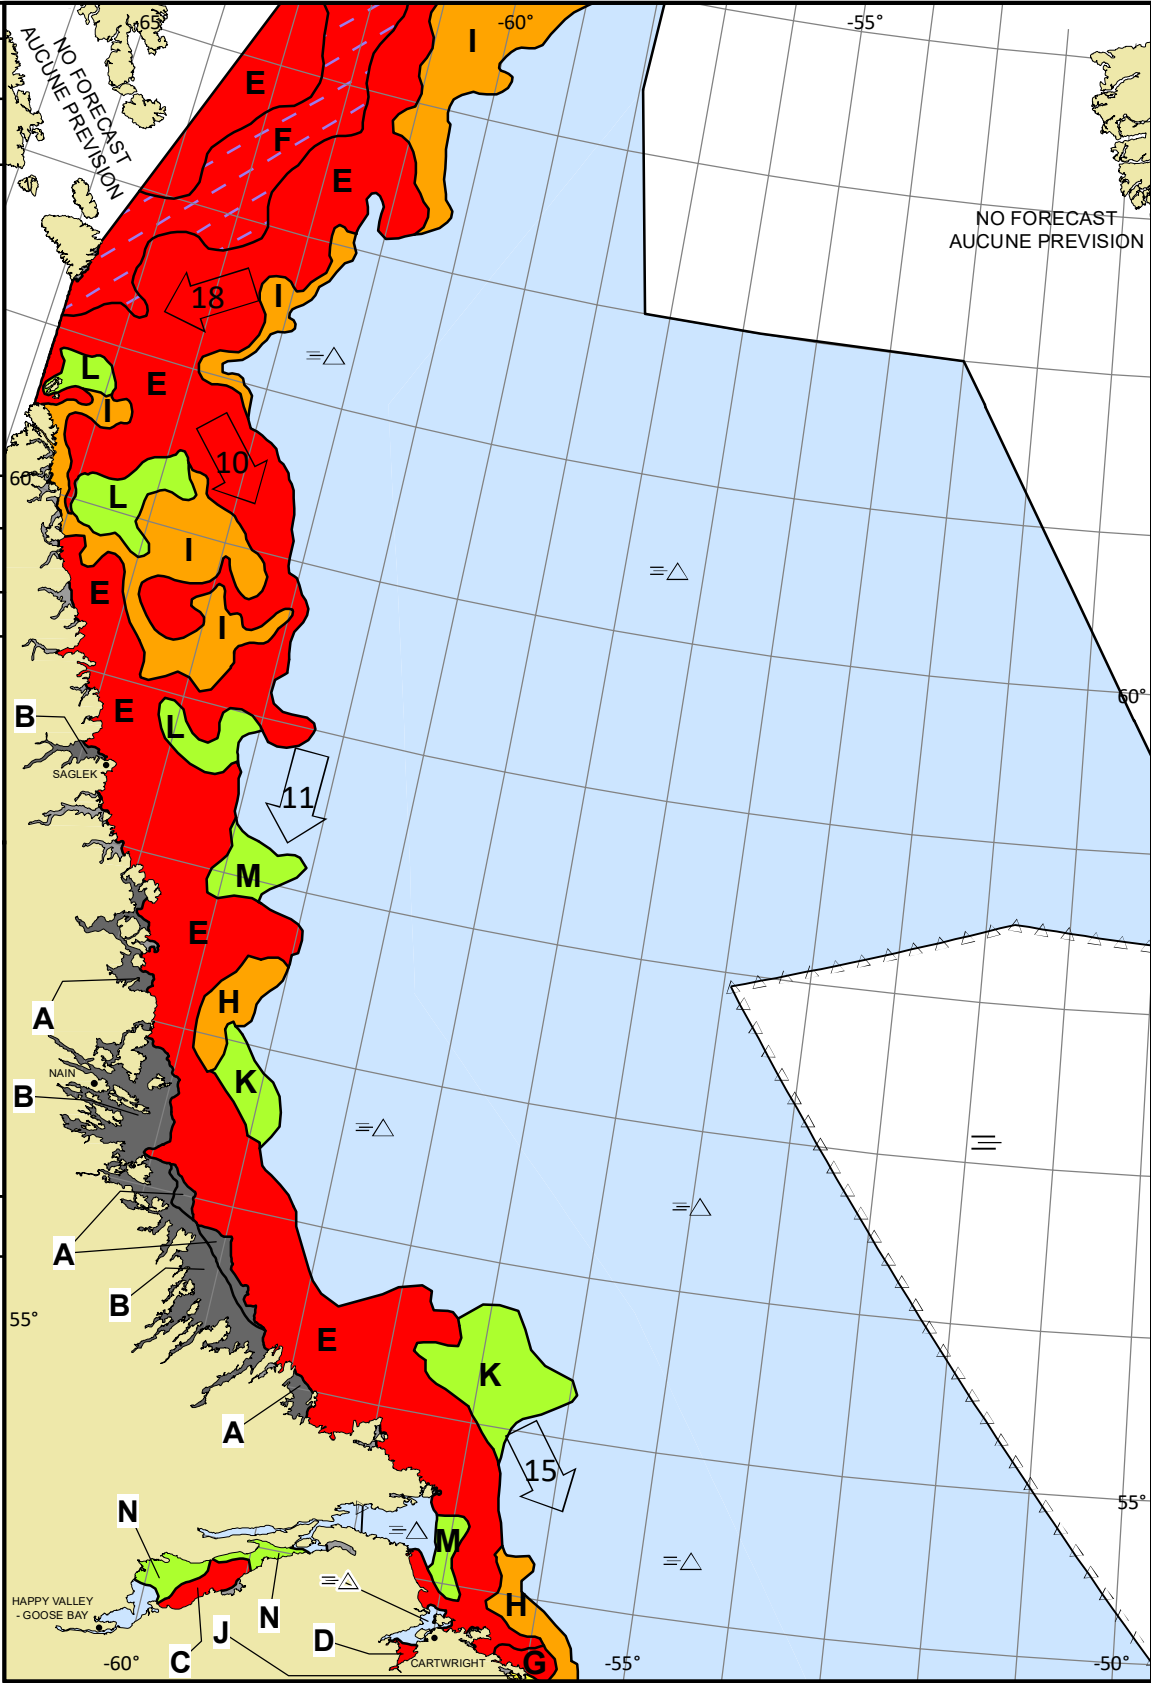 -65
-60°
-55°
NO FORECAST
AUCUNE PREVISION
I
E
F
E
NO FORECAST
AUCUNE PREVISION
18
I
L
E
I
10
60°
L
I
E
I
60°
E
B
L
SAGLEK
11
M
E
H
A
NAIN
K
B
A
B
55°
E
K
A
15
55°
N
M
HAPPY VALLEY
- GOOSE BAY
N
H
J
D
C
CARTWRIGHT
G
-60°
-55°
-50°